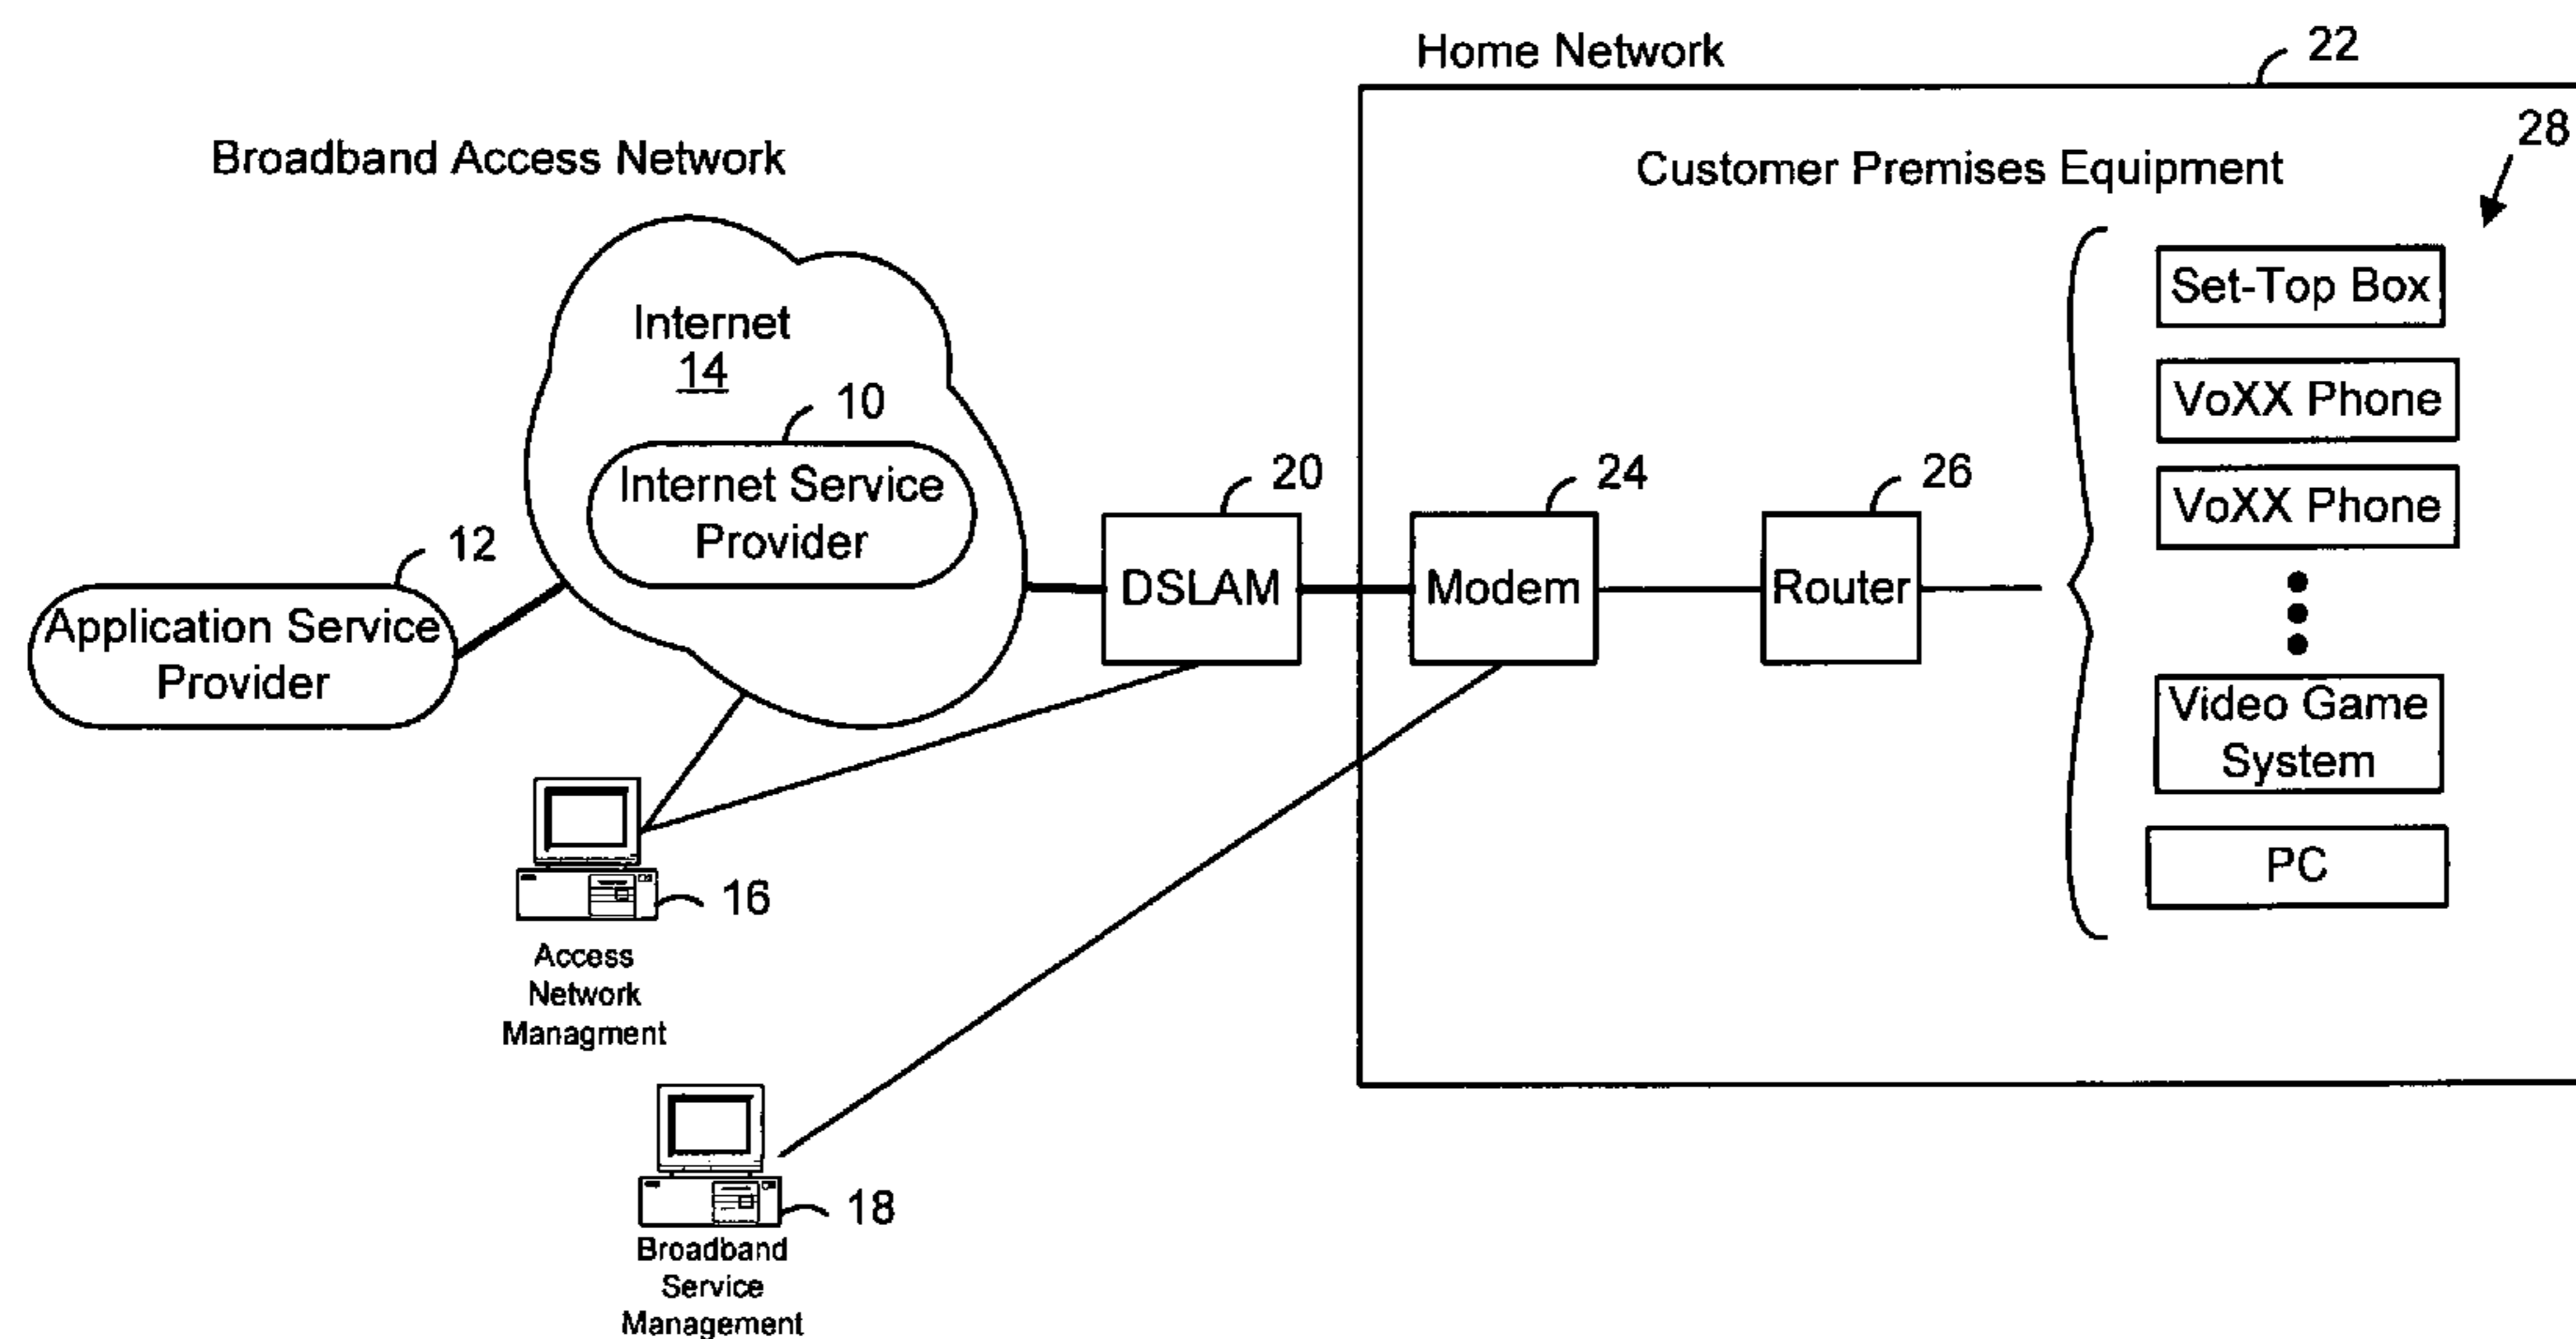 Home Network
22
28
Broadband Access Network
Customer Premises Equipment
Set-Top Box
Internet
14
VoXX Phone
10
Internet Service
Provider
20
24
26
VoXX Phone
12
DSLAM
Modem
Router
Application Service
Provider
Video Game
System
PC
16
Access
Network
Managment
18
Broadband
Service
Management